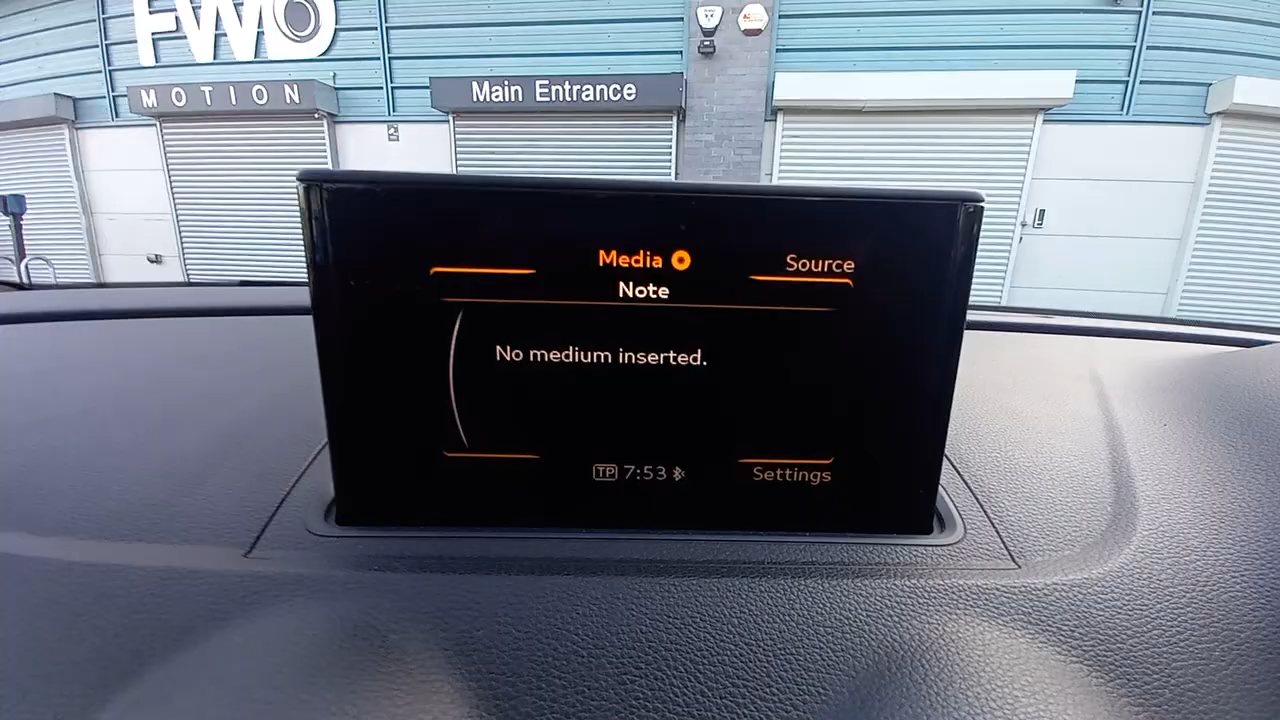 FWD
MOTION
Main Entrance
Media
Source
Note
No medium inserted.
TP 7:53
Settings